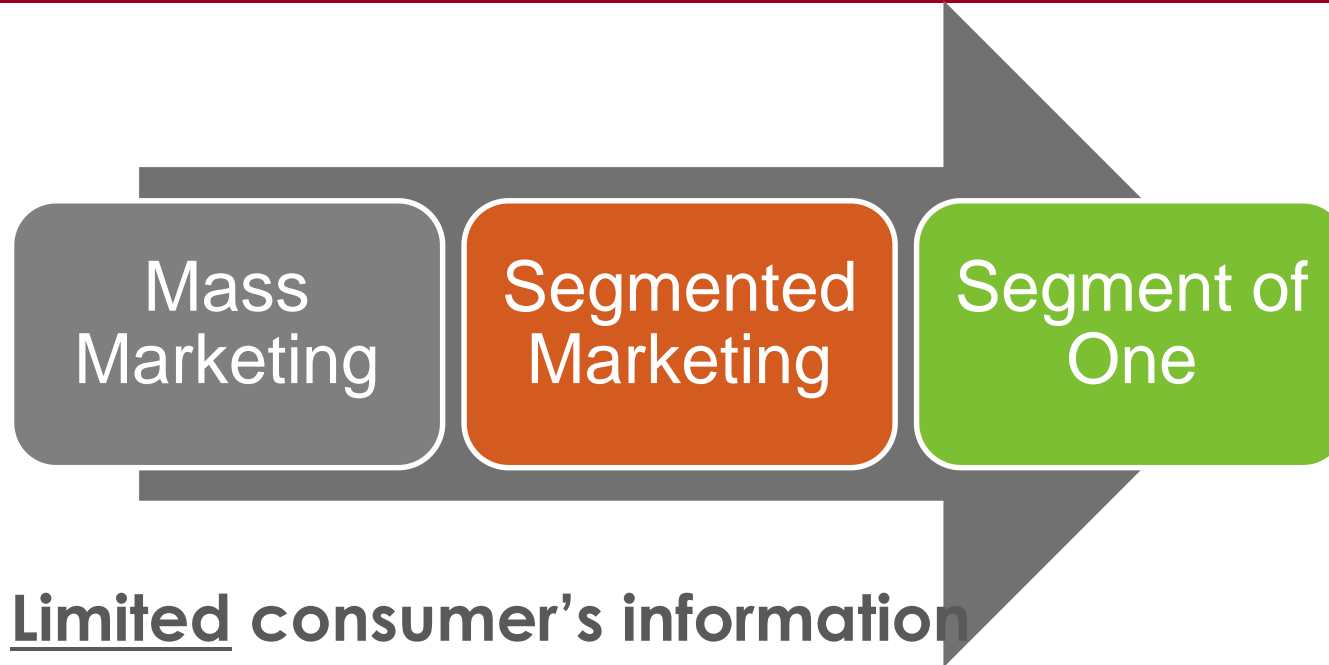 Mass
Marketing
Segmented
Marketing
Segment of
One
Limited consumer’s information